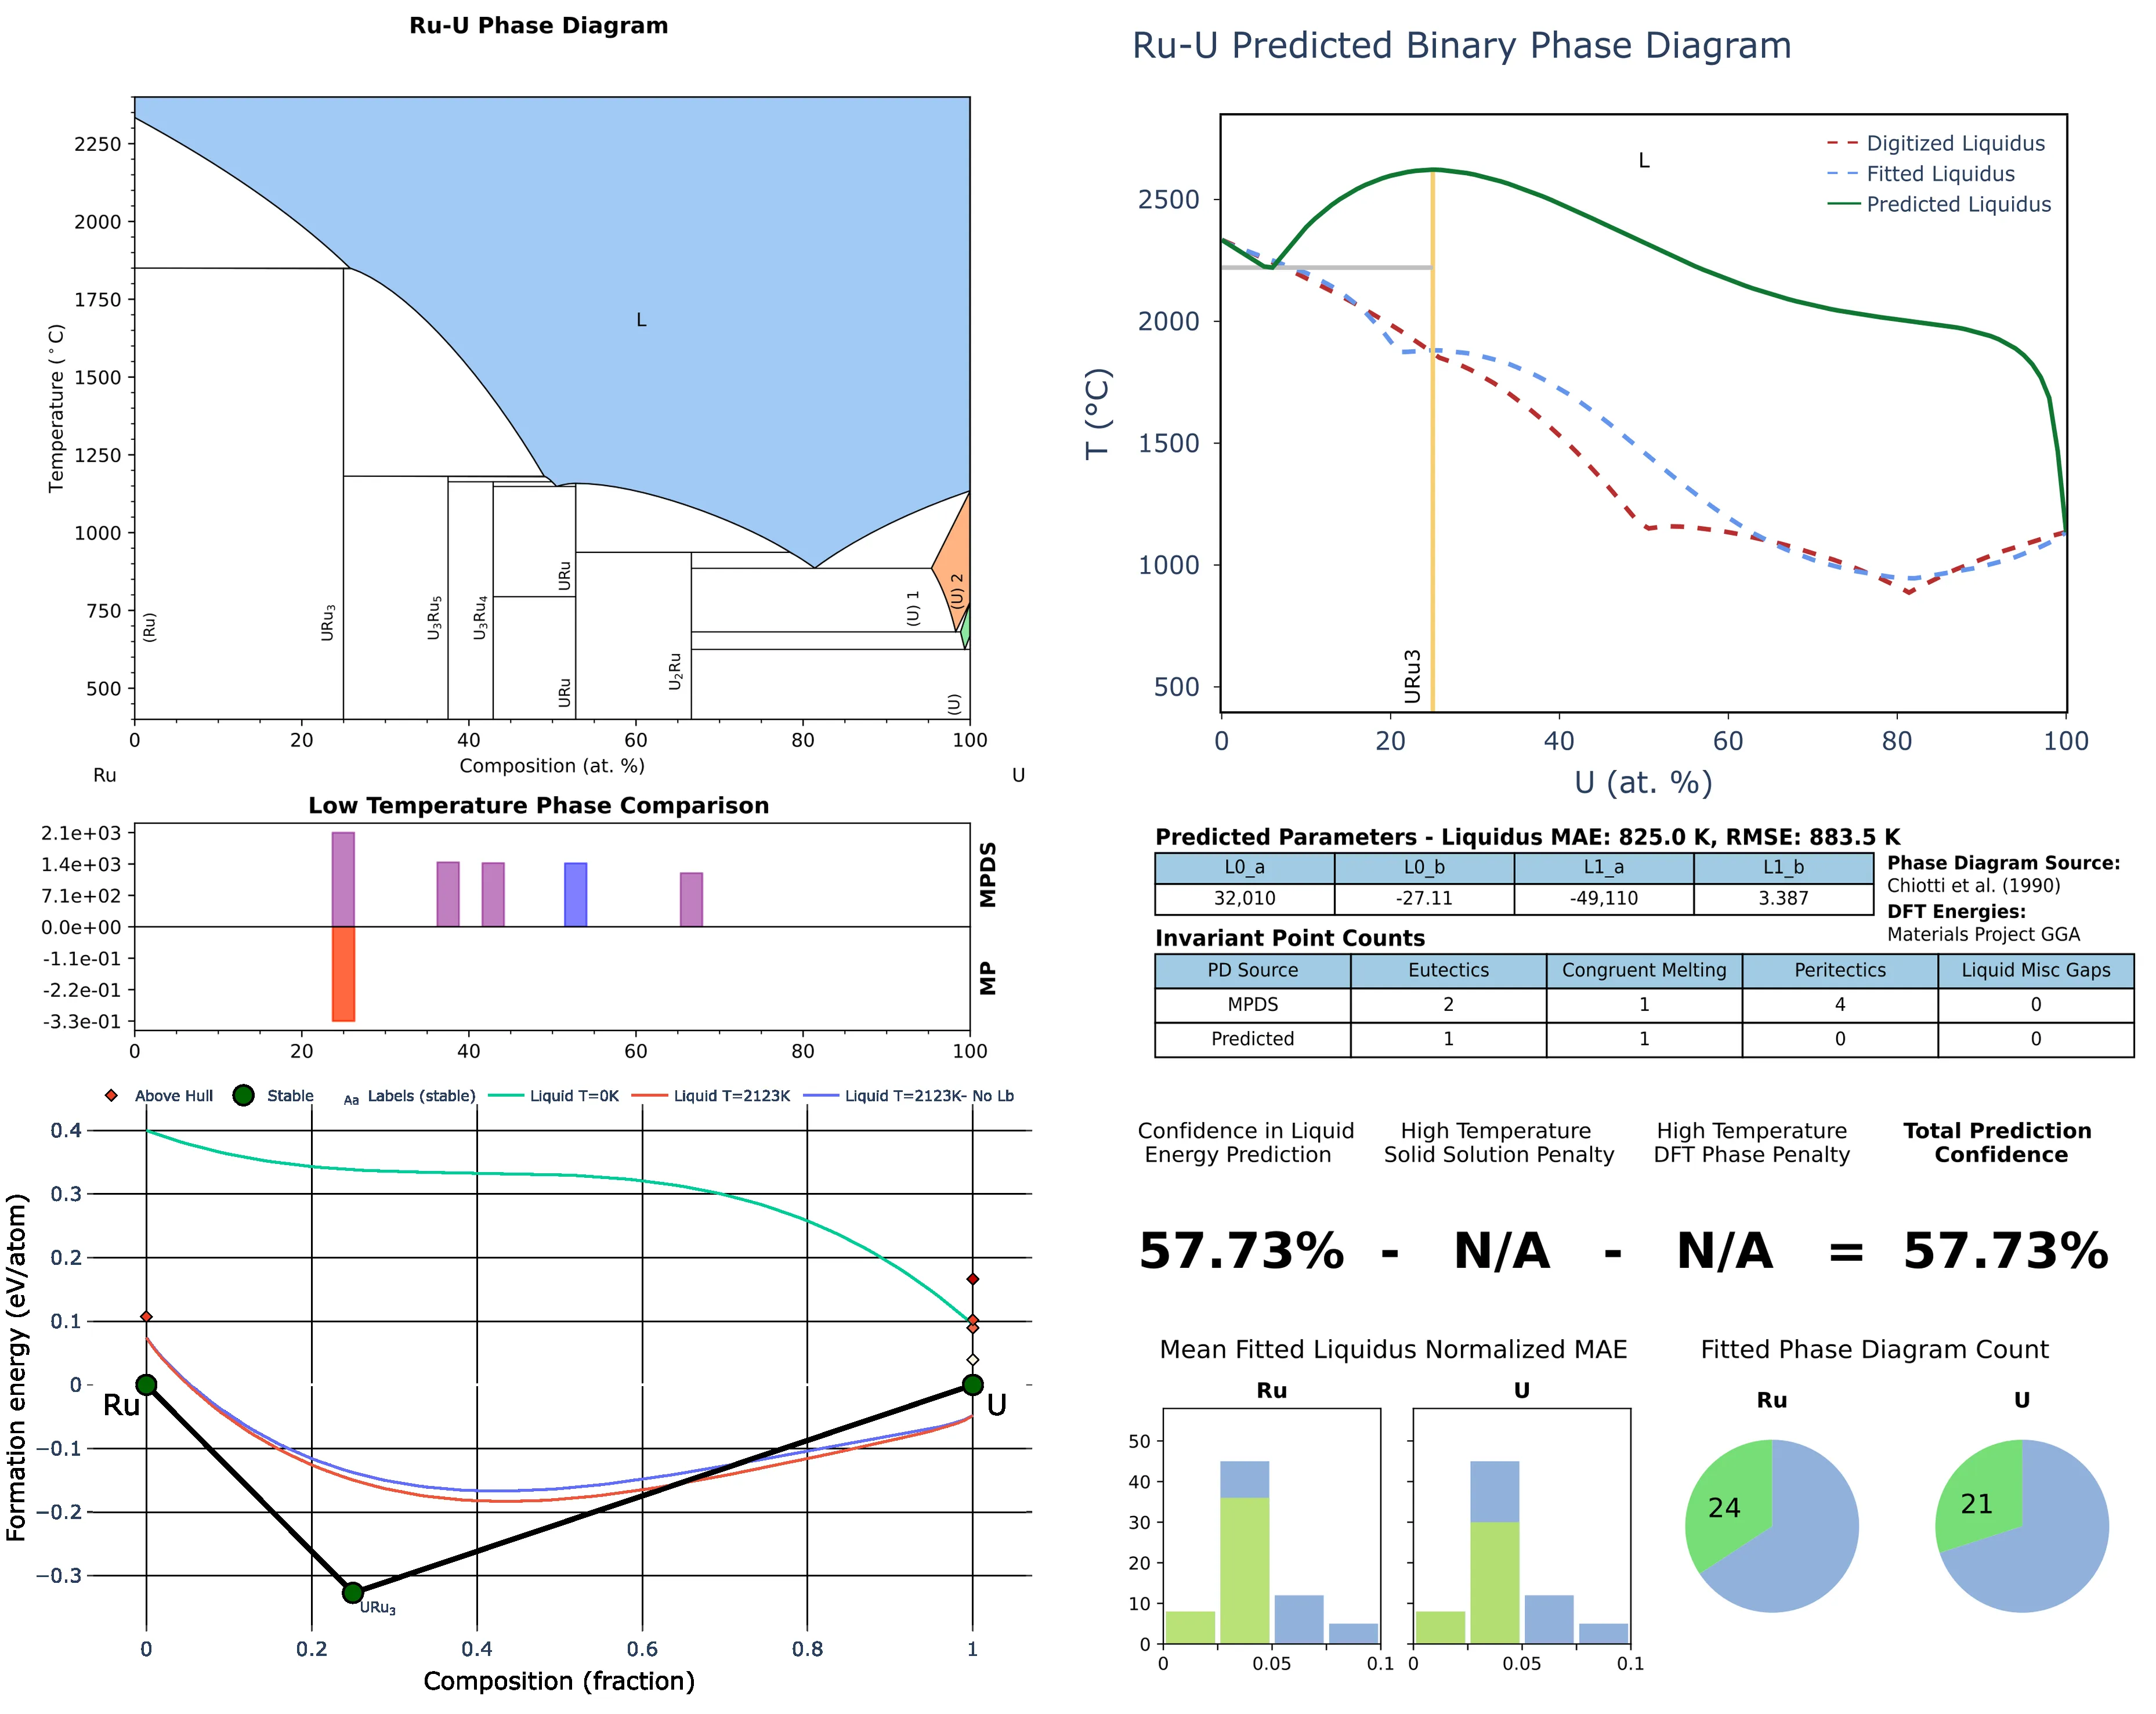 Ru-U Phase Diagram
2250
2000
1750
1500
1250
1000
750
500
Temperature (°C)
L
(Ru)
URu3
U3Ru5
U3Ru4
URu
URu
U2Ru
(U) 1
(U) 2
(U)
0 20 40 60 80 100
Ru Composition (at. %) U
Low Temperature Phase Comparison
2.1e+03
1.4e+03
7.1e+02
0.0e+00
-1.1e-01
-2.2e-01
-3.3e-01
MPDS
MP
0 20 40 60 80 100
Above Hull Stable Aa Labels (stable) Liquid T=0K Liquid T=2123K Liquid T=2123K- No Lb
0.4
0.3
0.2
0.1
0
−0.1
−0.2
−0.3
Formation energy (eV/atom)
Ru
U
URu3
0 0.2 0.4 0.6 0.8 1
Composition (fraction)
Ru-U Predicted Binary Phase Diagram
Digitized Liquidus
Fitted Liquidus
Predicted Liquidus
L
2500
2000
1500
1000
500
T (°C)
URu3
0 20 40 60 80 100
U (at. %)
Predicted Parameters - Liquidus MAE: 825.0 K, RMSE: 883.5 K
L0_a L0_b L1_a L1_b
32,010 -27.11 -49,110 3.387
Phase Diagram Source:
Chiotti et al. (1990)
DFT Energies:
Materials Project GGA
Invariant Point Counts
PD Source Eutectics Congruent Melting Peritectics Liquid Misc Gaps
MPDS 2 1 4 0
Predicted 1 1 0 0
Confidence in Liquid
Energy Prediction
High Temperature
Solid Solution Penalty
High Temperature
DFT Phase Penalty
Total Prediction
Confidence
57.73% - N/A - N/A = 57.73%
Mean Fitted Liquidus Normalized MAE
Ru U
50
40
30
20
10
0
0 0.05 0.1 0 0.05 0.1
Fitted Phase Diagram Count
Ru U
24 21